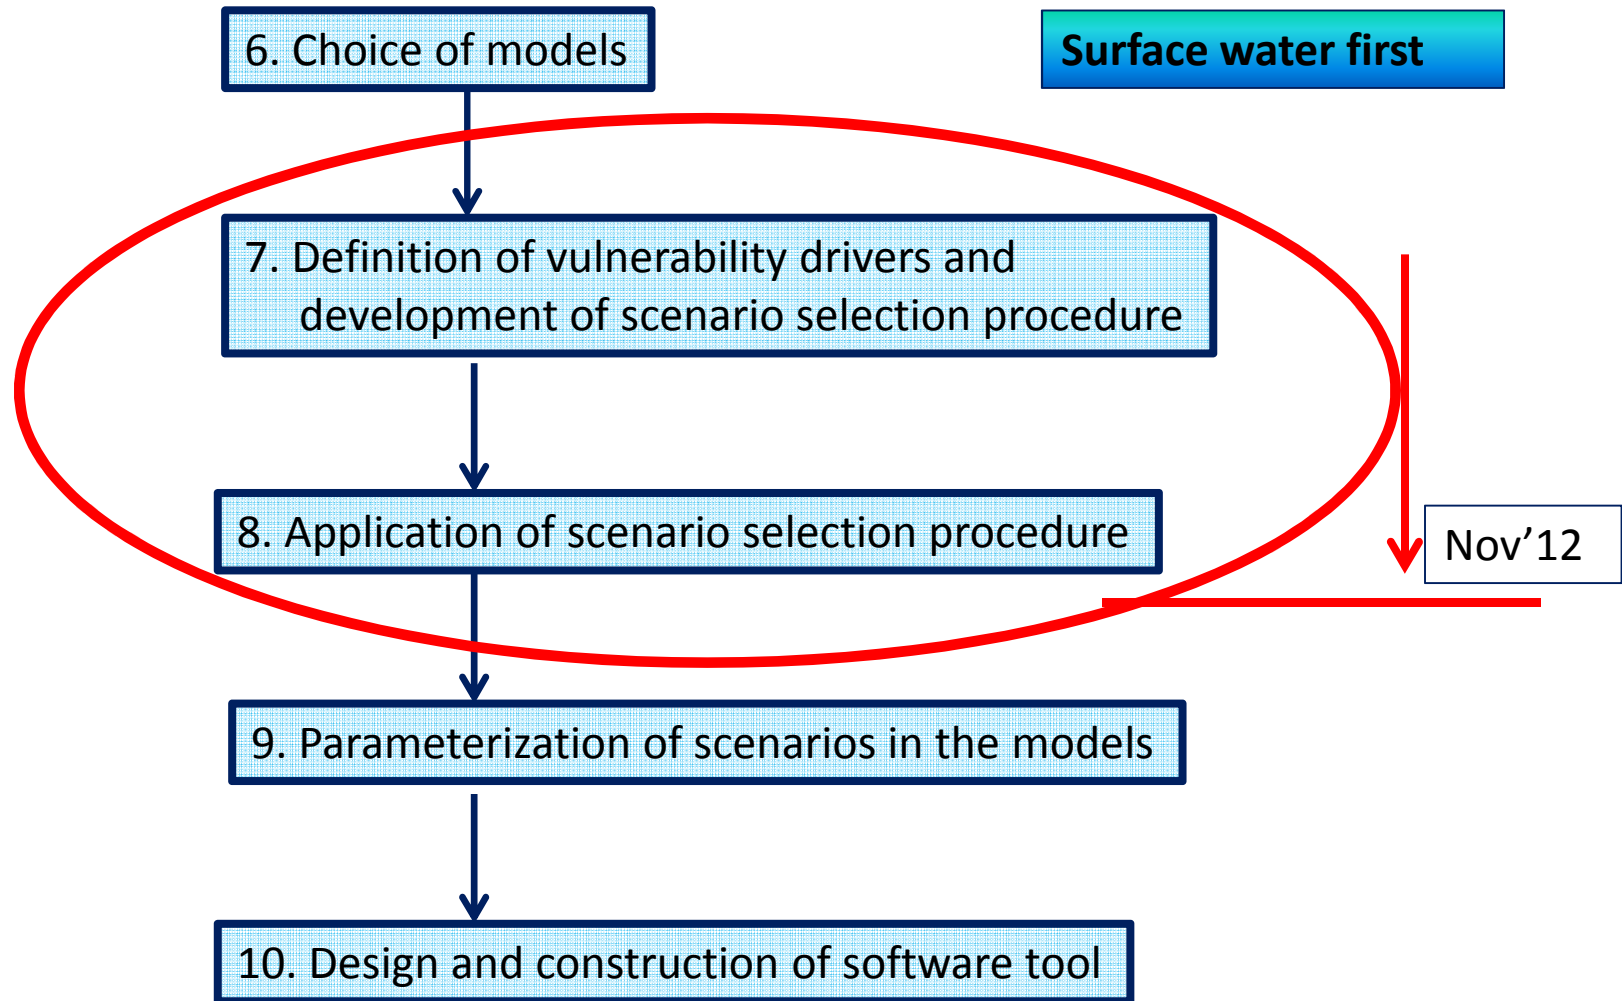 6. Choice of models
Surface water first
7. Definition of vulnerability drivers and
development of scenario selection procedure
8. Application of scenario selection procedure
Nov’12
9. Parameterization of scenarios in the models
10. Design and construction of software tool